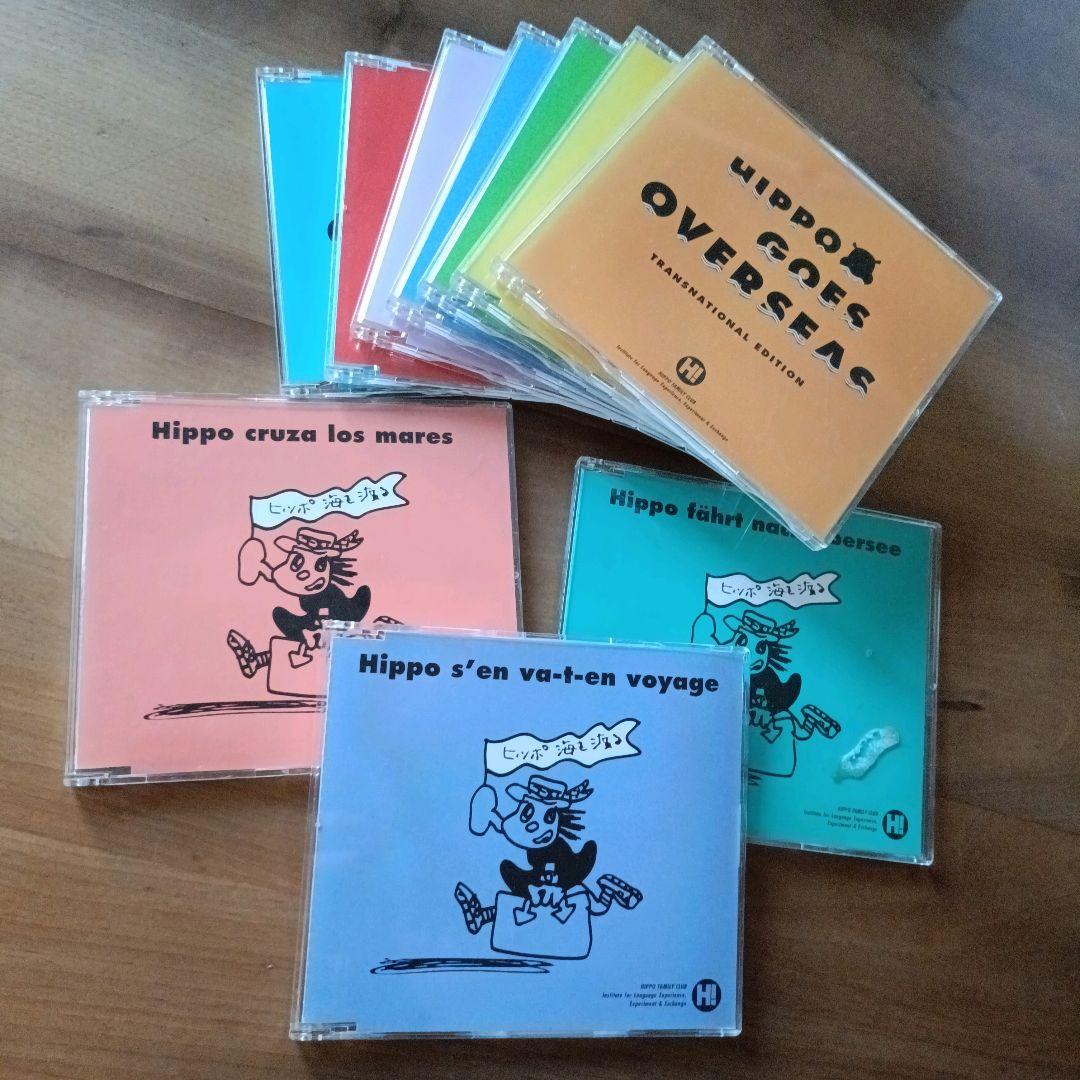 HIPPO
GOES
OVERSEAS
TRANSNATIONAL EDITION
H!
HIPPO FAMILY CLUB
Institute for Language Experience, Experiment & Exchange
Hippo cruza los mares
ヒッポ 海を渡る
Hippo fährt
ヒッポ 海を渡る
HIPPO FAMILY CLUB
Institute for Language Experience,
Experiment & Exchange
H!
Hippo s'en va-t-en voyage
ヒッポ 海を渡る
HIPPO FAMILY CLUB
Institute for Language Experience,
Experiment & Exchange
H!